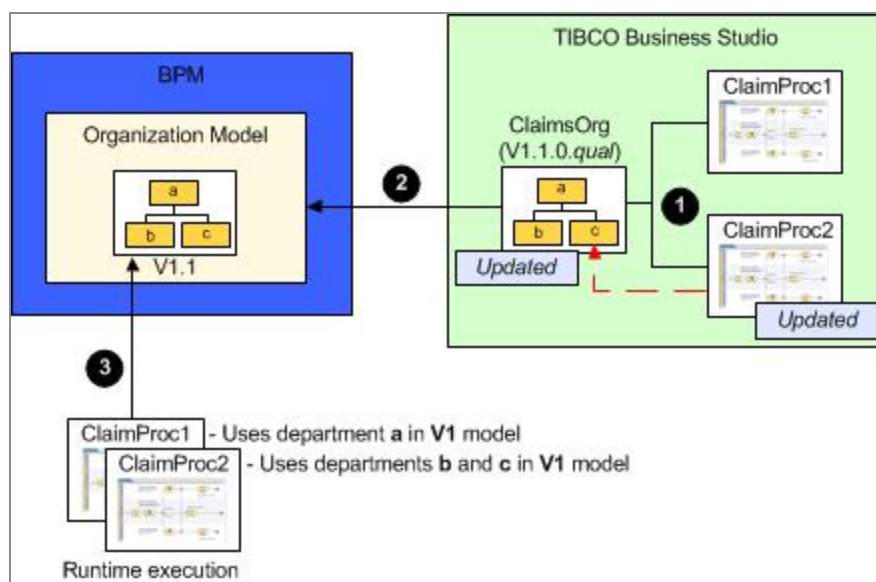 TIBCO Business Studio
BPM
ClaimProc1
Organization Model
ClaimsOrg
(V1.1.0.qual)
a
b
c
V1.1
2
a
b
c
Updated
1
ClaimProc2
Updated
3
ClaimProc1 - Uses department a in V1 model
ClaimProc2 - Uses departments b and c in V1 model
Runtime execution